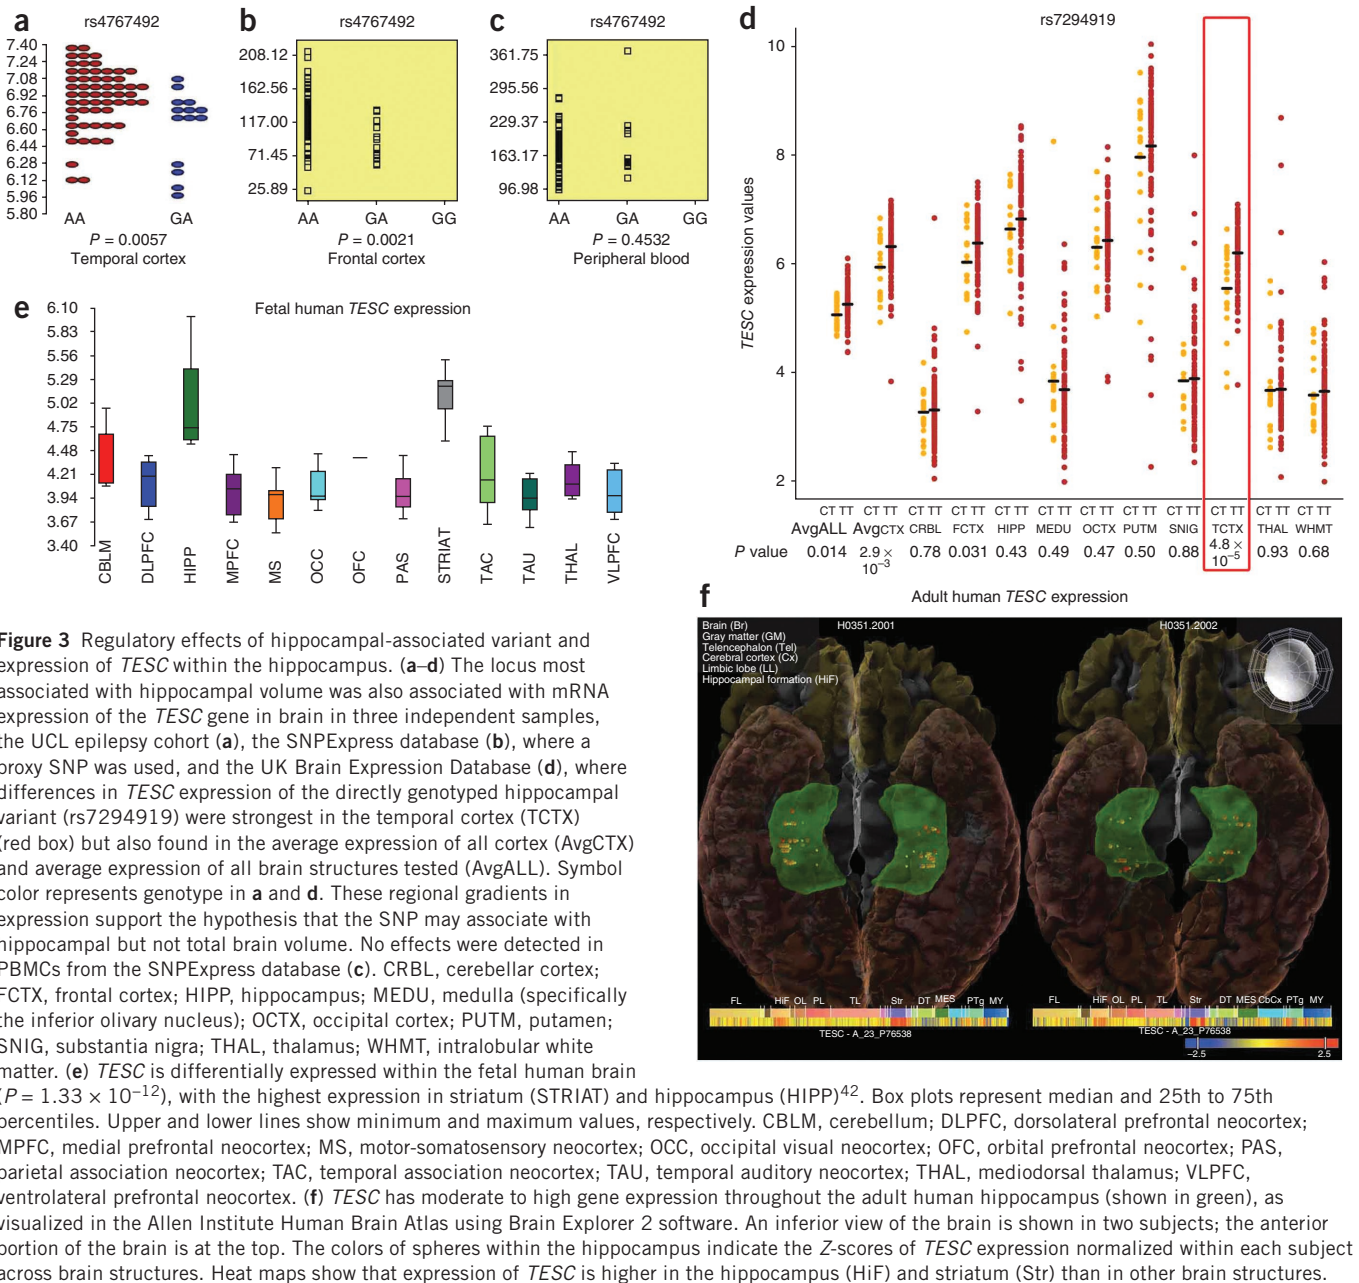 a
rs4767492
7.40
7.24
7.08
6.92
6.76
6.60
6.44
6.28
6.12
5.96
5.80
AA GA
P = 0.0057
Temporal cortex
b
rs4767492
208.12
162.56
117.00
71.45
25.89
AA GA GG
P = 0.0021
Frontal cortex
c
rs4767492
361.75
295.56
229.37
163.17
96.98
AA GA GG
P = 0.4532
Peripheral blood
d
rs7294919
TESC expression values
10
8
6
4
2
CT TT CT TT CT TT CT TT CT TT CT TT CT TT CT TT CT TT CT TT CT TT CT TT
AvgALL AvgCTX CRBL FCTX HIPP MEDU OCTX PUTM SNIG TCTX THAL WHMT
P value 0.014 2.9 × 10−3 0.78 0.031 0.43 0.49 0.47 0.50 0.88 4.8 × 10−5 0.93 0.68
e
Fetal human TESC expression
6.10
5.83
5.56
5.29
5.02
4.75
4.48
4.21
3.94
3.67
3.40
CBLM DLPFC HIPP MPFC MS OCC OFC PAS STRIAT TAC TAU THAL VLPFC
f
Adult human TESC expression
Brain (Br)
Gray matter (GM)
Telencephalon (Tel)
Cerebral cortex (Cx)
Limbic lobe (LL)
Hippocampal formation (HiF)
H0351.2001
H0351.2002
FL HiF OL PL TL Str DT MES PTg MY
TESC - A_23_P76538
FL HiF OL PL TL Str DT MES CbCx PTg MY
TESC - A_23_P76538
−2.5 2.5
Figure 3 Regulatory effects of hippocampal-associated variant and
expression of TESC within the hippocampus. (a–d) The locus most
associated with hippocampal volume was also associated with mRNA
expression of the TESC gene in brain in three independent samples,
the UCL epilepsy cohort (a), the SNPExpress database (b), where a
proxy SNP was used, and the UK Brain Expression Database (d), where
differences in TESC expression of the directly genotyped hippocampal
variant (rs7294919) were strongest in the temporal cortex (TCTX)
(red box) but also found in the average expression of all cortex (AvgCTX)
and average expression of all brain structures tested (AvgALL). Symbol
color represents genotype in a and d. These regional gradients in
expression support the hypothesis that the SNP may associate with
hippocampal but not total brain volume. No effects were detected in
PBMCs from the SNPExpress database (c). CRBL, cerebellar cortex;
FCTX, frontal cortex; HIPP, hippocampus; MEDU, medulla (specifically
the inferior olivary nucleus); OCTX, occipital cortex; PUTM, putamen;
SNIG, substantia nigra; THAL, thalamus; WHMT, intralobular white
matter. (e) TESC is differentially expressed within the fetal human brain
(P = 1.33 × 10−12), with the highest expression in striatum (STRIAT) and hippocampus (HIPP)42. Box plots represent median and 25th to 75th
percentiles. Upper and lower lines show minimum and maximum values, respectively. CBLM, cerebellum; DLPFC, dorsolateral prefrontal neocortex;
MPFC, medial prefrontal neocortex; MS, motor-somatosensory neocortex; OCC, occipital visual neocortex; OFC, orbital prefrontal neocortex; PAS,
parietal association neocortex; TAC, temporal association neocortex; TAU, temporal auditory neocortex; THAL, mediodorsal thalamus; VLPFC,
ventrolateral prefrontal neocortex. (f) TESC has moderate to high gene expression throughout the adult human hippocampus (shown in green), as
visualized in the Allen Institute Human Brain Atlas using Brain Explorer 2 software. An inferior view of the brain is shown in two subjects; the anterior
portion of the brain is at the top. The colors of spheres within the hippocampus indicate the Z-scores of TESC expression normalized within each subject
across brain structures. Heat maps show that expression of TESC is higher in the hippocampus (HiF) and striatum (Str) than in other brain structures.